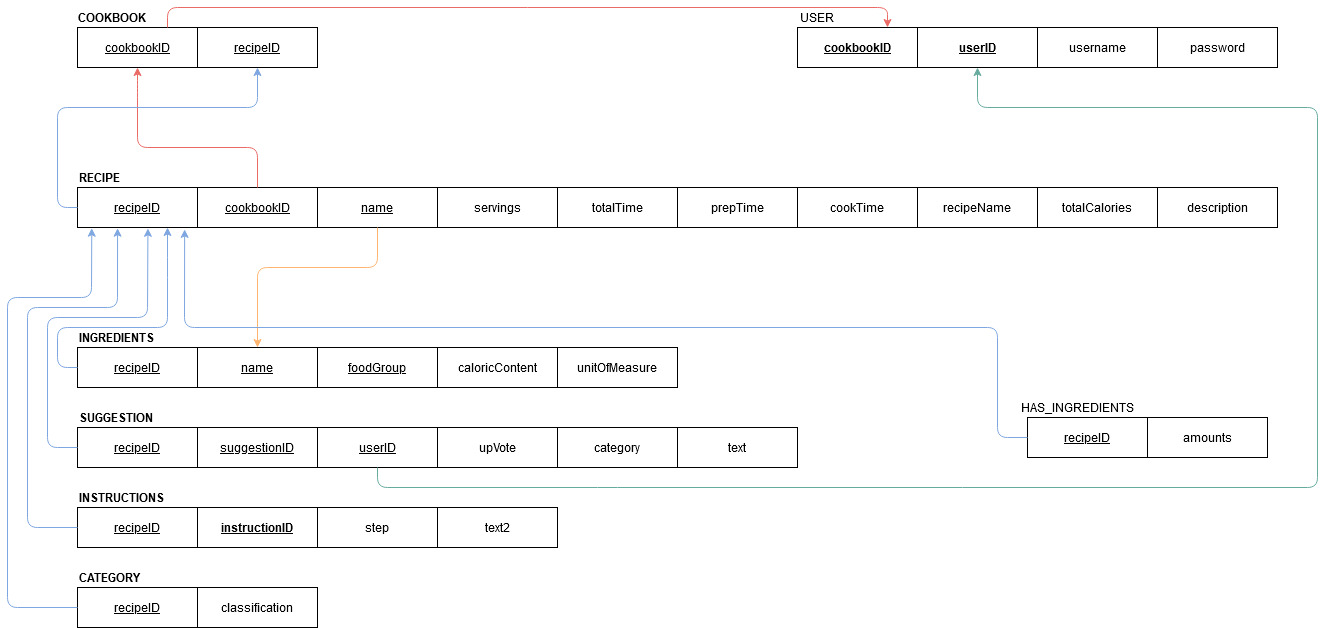 COOKBOOK
USER
cookbookID recipeID
cookbookID userID username password
RECIPE
recipeID cookbookID name servings totalTime prepTime cookTime recipeName totalCalories description
INGREDIENTS
recipeID name foodGroup caloricContent unitOfMeasure
HAS_INGREDIENTS
recipeID amounts
SUGGESTION
recipeID suggestionID userID upVote category text
INSTRUCTIONS
recipeID instructionID step text2
CATEGORY
recipeID classification